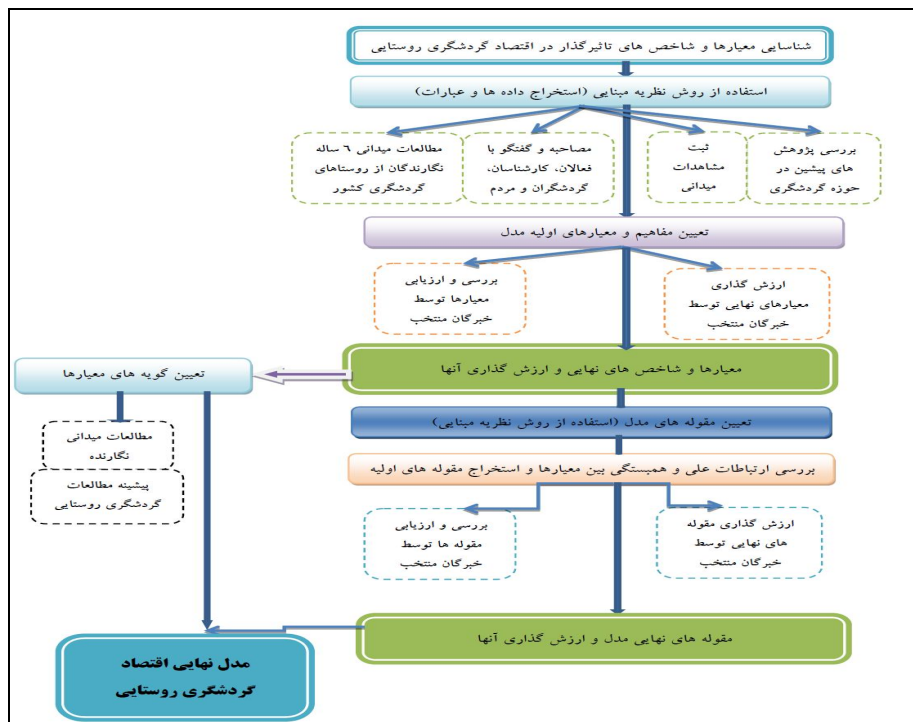 شناسایی معیارها و شاخص های تاثیرگذار در اقتصاد گردشگری روستایی
استفاده از روش نظریه مبنایی (استخراج داده ها و عبارات)
بررسی پژوهش
های پیشین در
حوزه گردشگری
ثبت
مشاهدات
میدانی
مصاحبه و گفتگو با
فعالان، کارشناسان،
گردشگران و مردم
مطالعات میدانی ٦ ساله
نگارندگان از روستاهای
گردشگری کشور
تعیین مفاهیم و معیارهای اولیه مدل
ارزش گذاری
معیارهای نهایی توسط
خبرگان منتخب
بررسی و ارزیابی
معیارها توسط
خبرگان منتخب
معیارها و شاخص های نهایی و ارزش گذاری آنها
تعیین گویه های معیارها
مطالعات میدانی
نگارنده
پیشینه مطالعات
گردشگری روستایی
تعیین مقوله های مدل (استفاده از روش نظریه مبنایی)
بررسی ارتباطات علی و همبستگی بین معیارها و استخراج مقوله های اولیه
ارزش گذاری مقوله
های نهایی توسط
خبرگان منتخب
بررسی و ارزیابی
مقوله ها توسط
خبرگان منتخب
مقوله های نهایی مدل و ارزش گذاری آنها
مدل نهایی اقتصاد
گردشگری روستایی